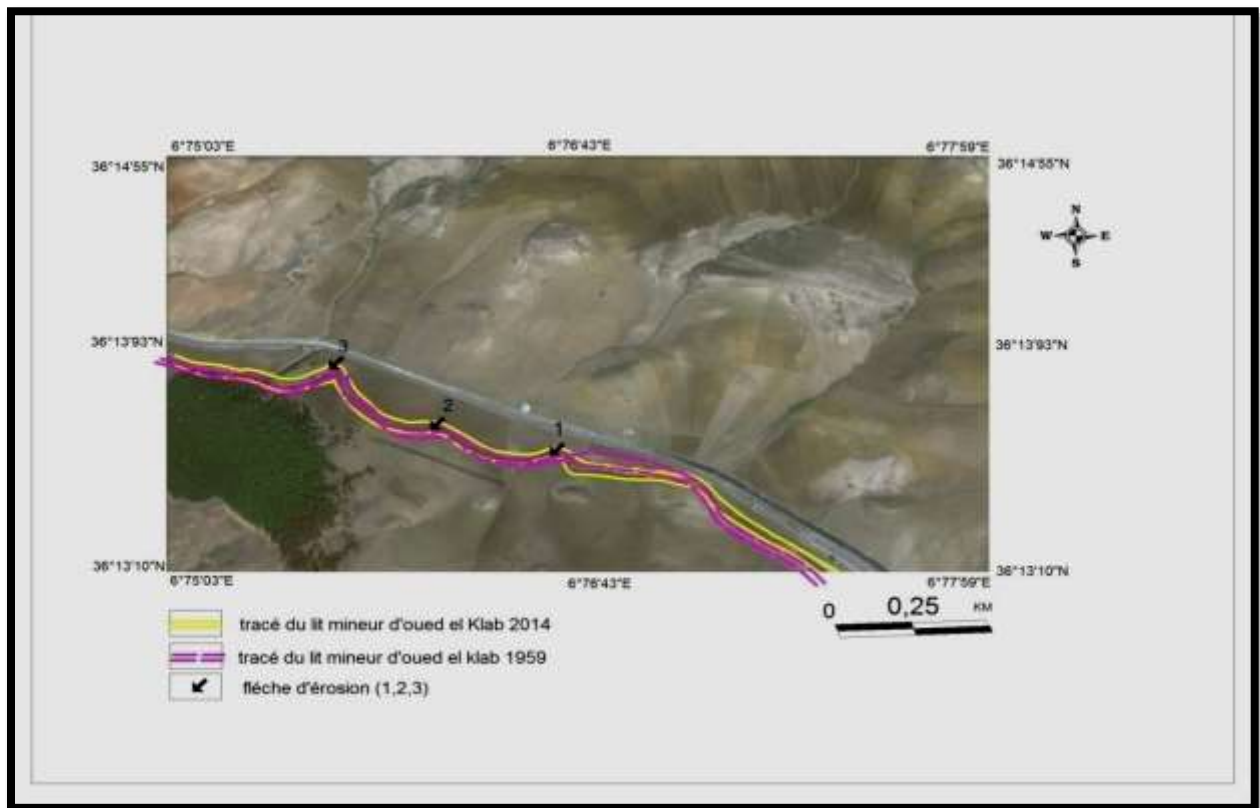 6°75'03"E 6°76'43"E 6°77'59"E
36°14'55"N 36°14'55"N
N
W E
S
36°13'93"N 36°13'93"N
3
2
1
36°13'10"N 36°13'10"N
6°75'03"E 6°76'43"E 6°77'59"E
0 0,25 KM
tracé du lit mineur d'oued el Klab 2014
tracé du lit mineur d'oued el klab 1959
fléche d'érosion (1,2,3)